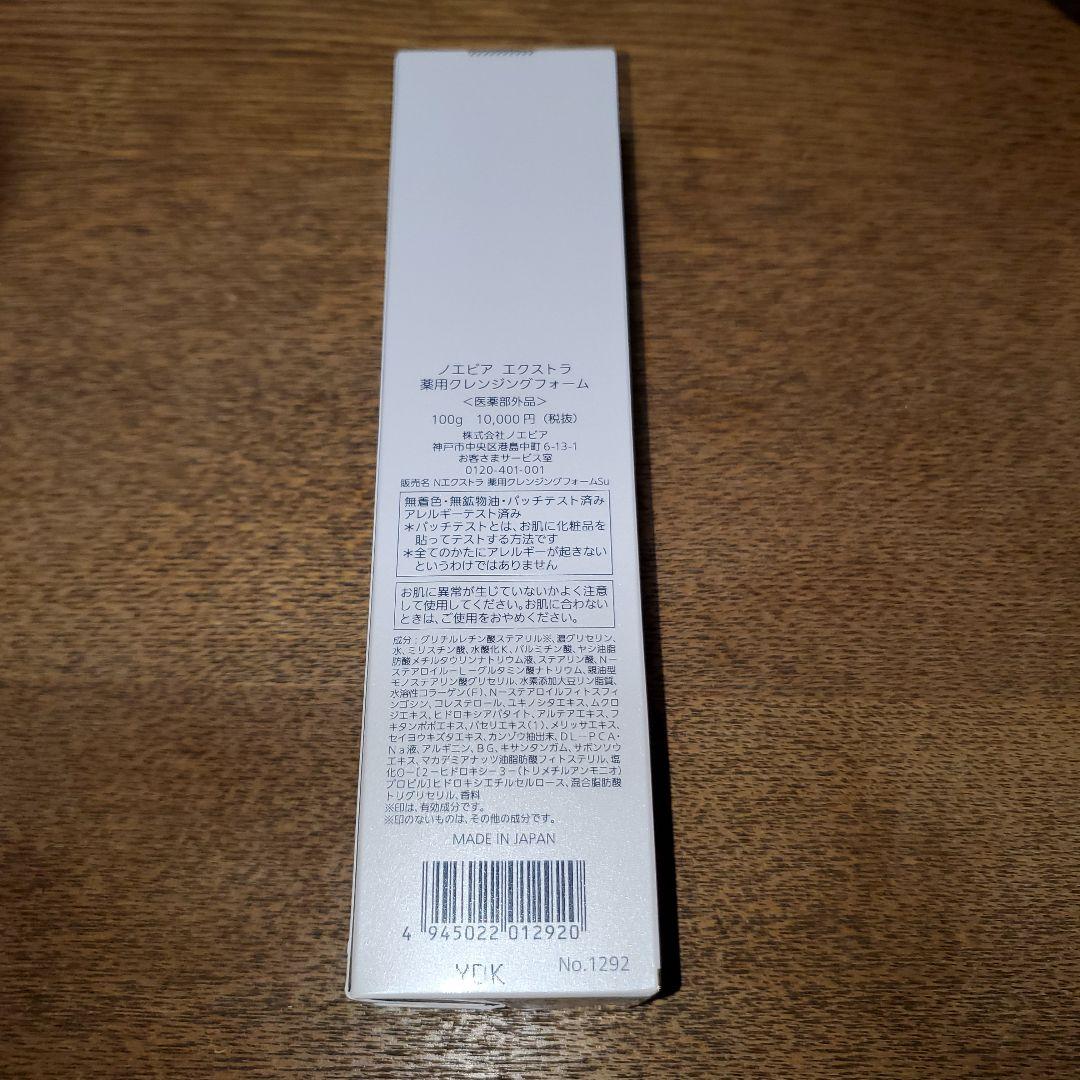 ノエビア エクストラ
薬用クレンジングフォーム
<医薬部外品>
100g 10,000円（税抜）
株式会社ノエビア
神戸市中央区港島中町6-13-1
お客さまサービス室
0120-401-001
販売名 Nエクストラ 薬用クレンジングフォームSu
無着色・無鉱物油・パッチテスト済み
アレルギーテスト済み
＊パッチテストとは、お肌に化粧品を
貼ってテストする方法です
＊全てのかたにアレルギーが起きない
というわけではありません
お肌に異常が生じていないかよく注意
して使用してください。お肌に合わない
ときは、ご使用をおやめください。
成分：グリチルレチン酸ステアリル※、濃グリセリン、
水、ミリスチン酸、水酸化K、パルミチン酸、ヤシ油脂
肪酸メチルタウリンナトリウム液、ステアリン酸、N－
ステアロイル－L－グルタミン酸ナトリウム、親油型
モノステアリン酸グリセリル、水素添加大豆リン脂質、
水溶性コラーゲン(F)、N－ステアロイルフィトスフィ
ンゴシン、コレステロール、ユキノシタエキス、ムクロ
ジエキス、ヒドロキシアパタイト、アルテアエキス、フ
キタンポポエキス、パセリエキス(1)、メリッサエキス、
セイヨウキズタエキス、カンゾウ抽出末、DL－PCA・
Na液、アルギニン、BG、キサンタンガム、サボンソウ
エキス、マカデミアナッツ油脂肪酸フィトステリル、塩
化O－[2－ヒドロキシ－3－(トリメチルアンモニオ)
プロピル]ヒドロキシエチルセルロース、混合脂肪酸
トリグリセリル、香料
※印は、有効成分です。
※印のないものは、その他の成分です。
MADE IN JAPAN
4 945022 012920
YDK
No.1292